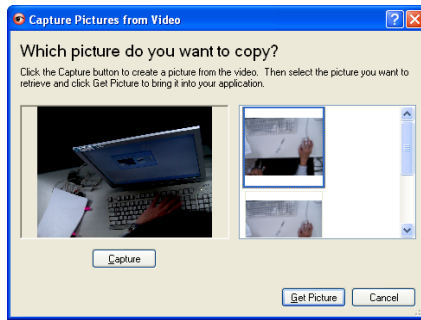 Capture Pictures from Video
Which picture do you want to copy?
Click the Capture button to create a picture from the video. Then select the picture you want to
retrieve and click Get Picture to bring it into your application.
Capture
Get Picture
Cancel